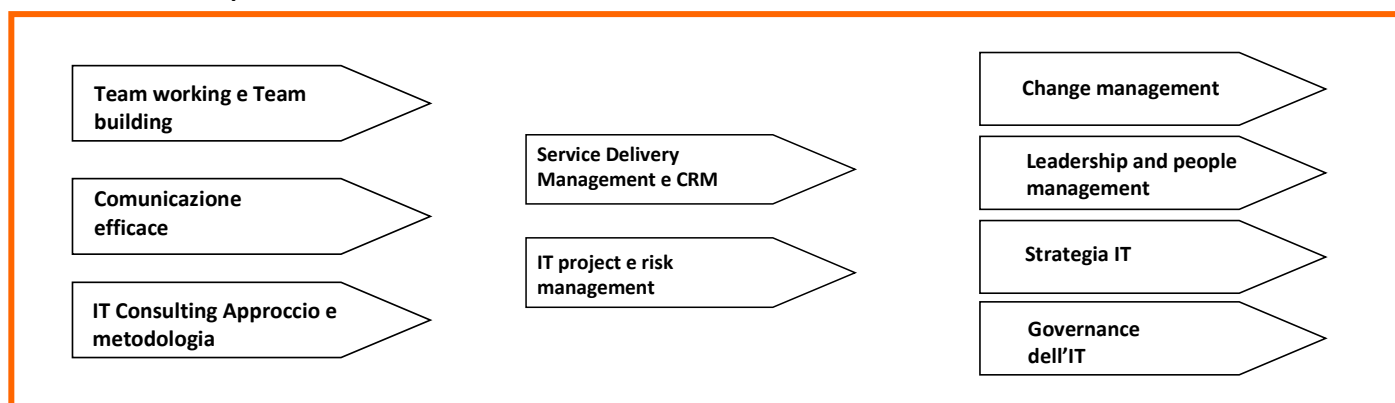 Team working e Team
building
Comunicazione
efficace
IT Consulting Approccio e
metodologia
Service Delivery
Management e CRM
IT project e risk
management
Change management
Leadership and people
management
Strategia IT
Governance
dell’IT